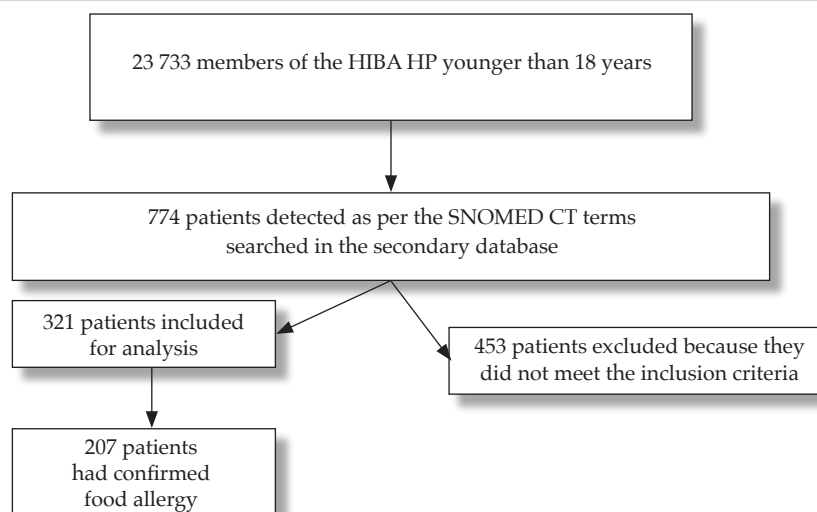 23 733 members of the HIBA HP younger than 18 years
774 patients detected as per the SNOMED CT terms
searched in the secondary database
321 patients included
for analysis
453 patients excluded because they
did not meet the inclusion criteria
207 patients
had confirmed
food allergy